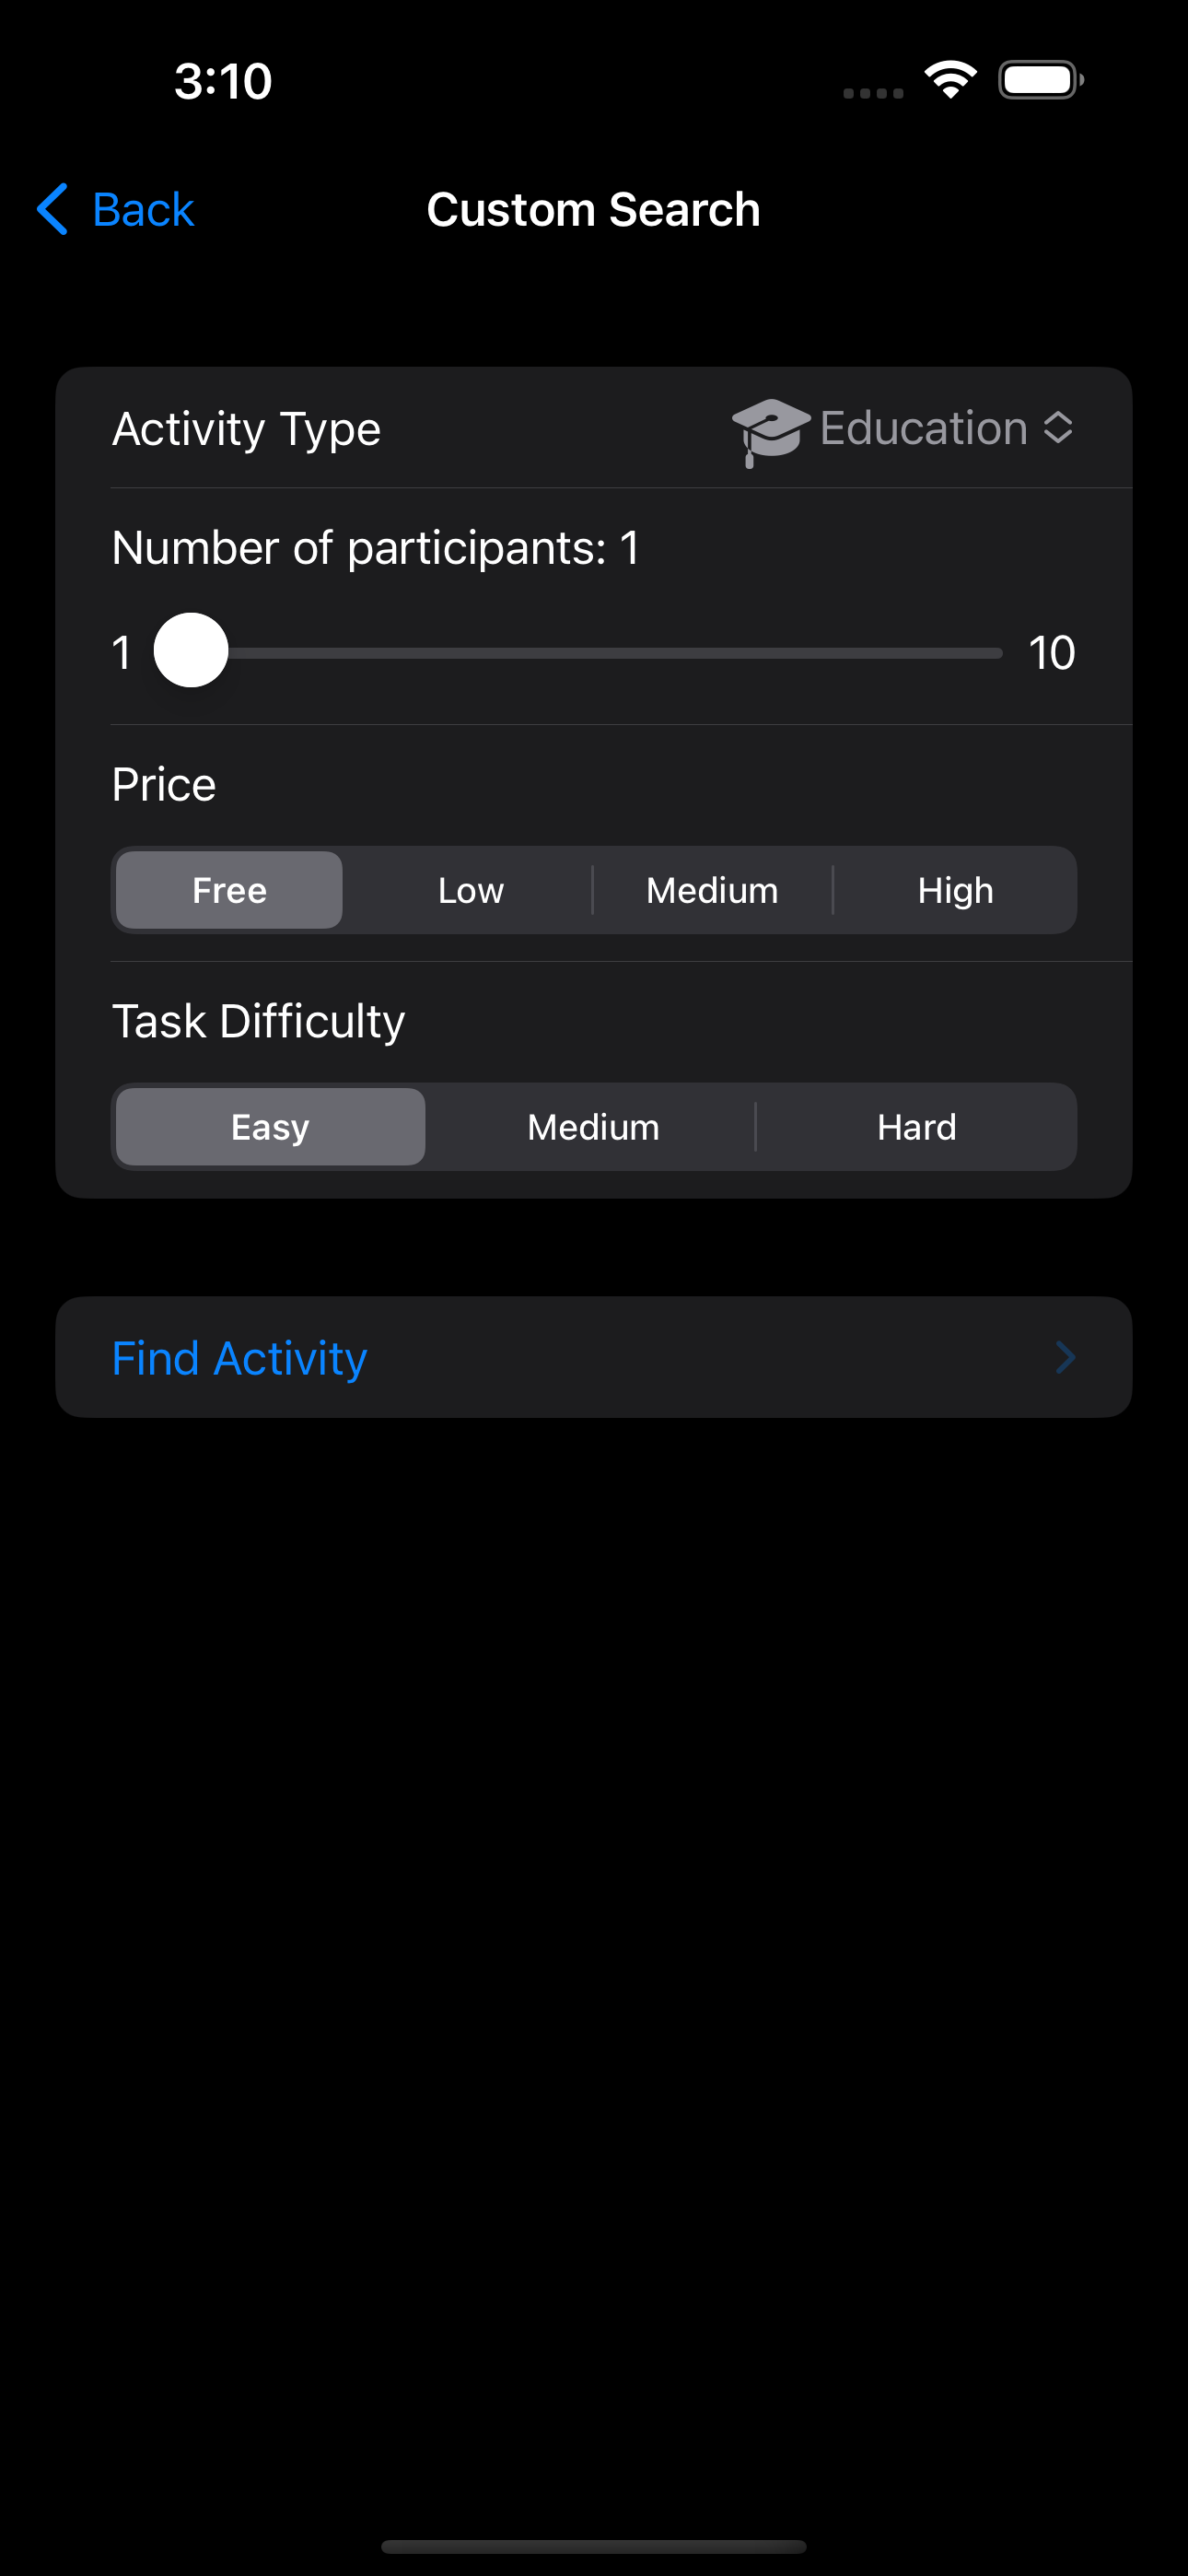 3:10
Back
Custom Search
Activity Type
Education
Number of participants: 1
1
10
Price
Free
Low
Medium
High
Task Difficulty
Easy
Medium
Hard
Find Activity